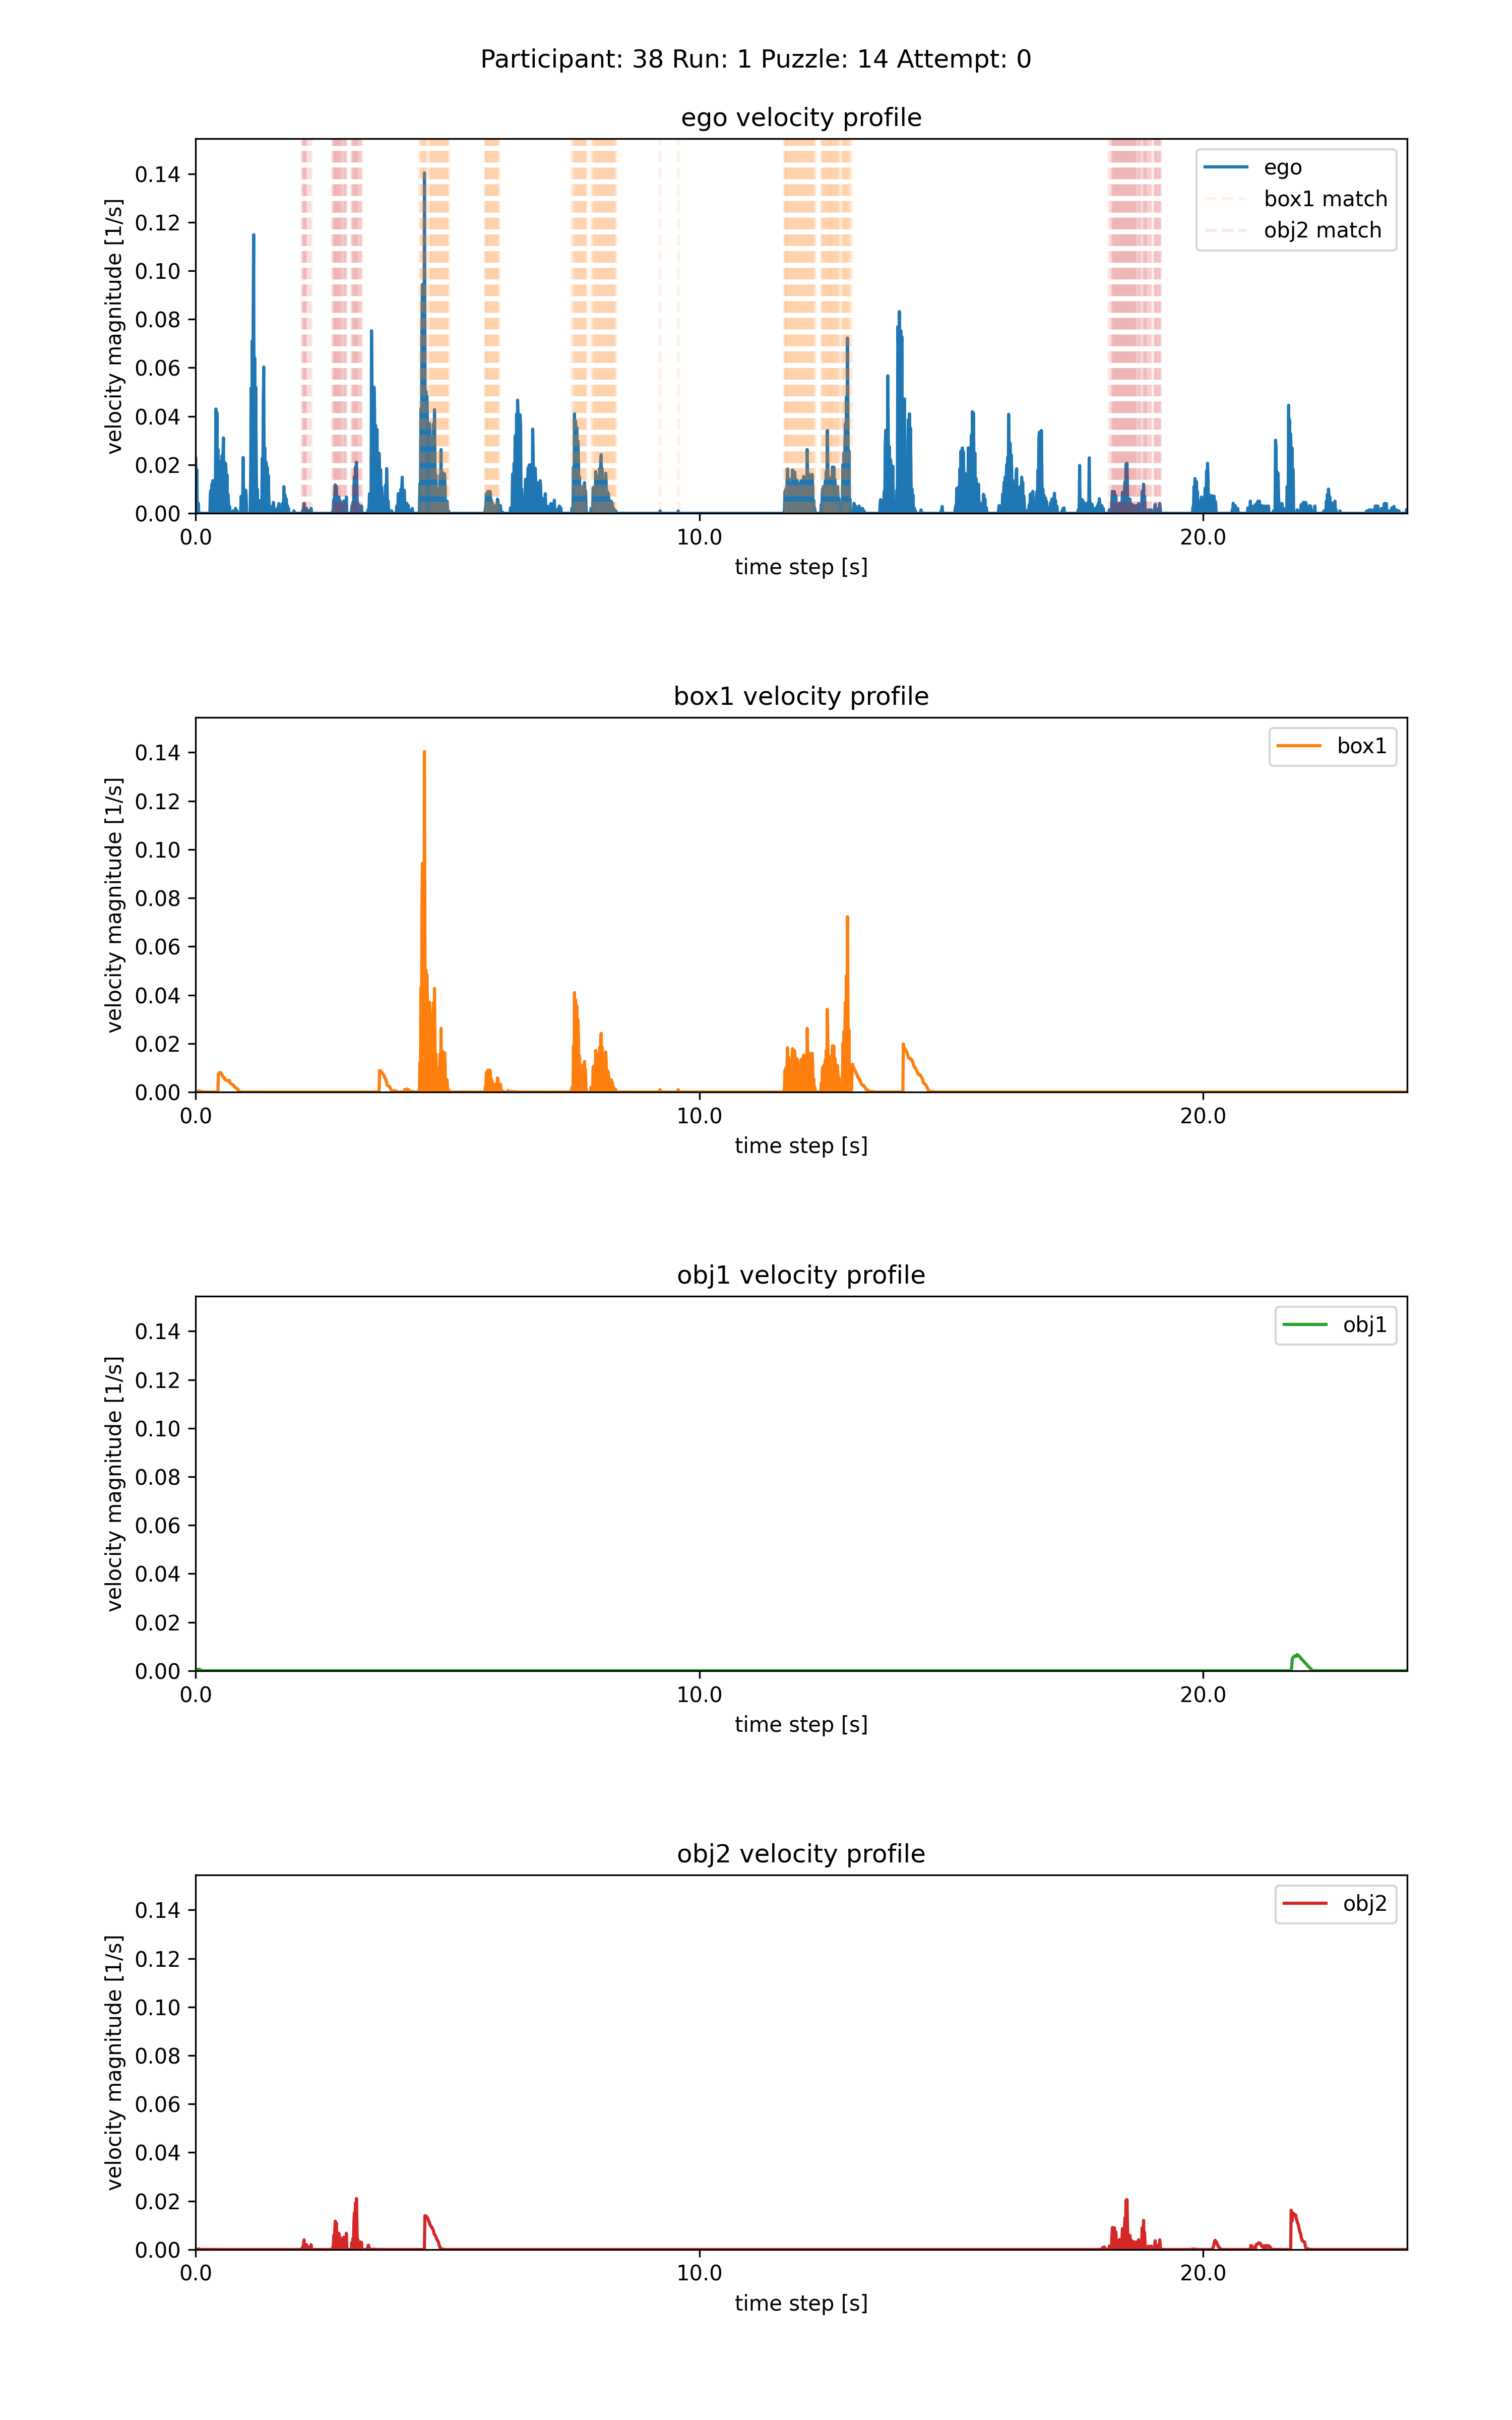 Participant: 38 Run: 1 Puzzle: 14 Attempt: 0
ego velocity profile
velocity magnitude [1/s]
0.14
0.12
0.10
0.08
0.06
0.04
0.02
0.00
ego
box1 match
obj2 match
0.0 10.0 20.0
time step [s]
box1 velocity profile
velocity magnitude [1/s]
0.14
0.12
0.10
0.08
0.06
0.04
0.02
0.00
box1
0.0 10.0 20.0
time step [s]
obj1 velocity profile
velocity magnitude [1/s]
0.14
0.12
0.10
0.08
0.06
0.04
0.02
0.00
obj1
0.0 10.0 20.0
time step [s]
obj2 velocity profile
velocity magnitude [1/s]
0.14
0.12
0.10
0.08
0.06
0.04
0.02
0.00
obj2
0.0 10.0 20.0
time step [s]